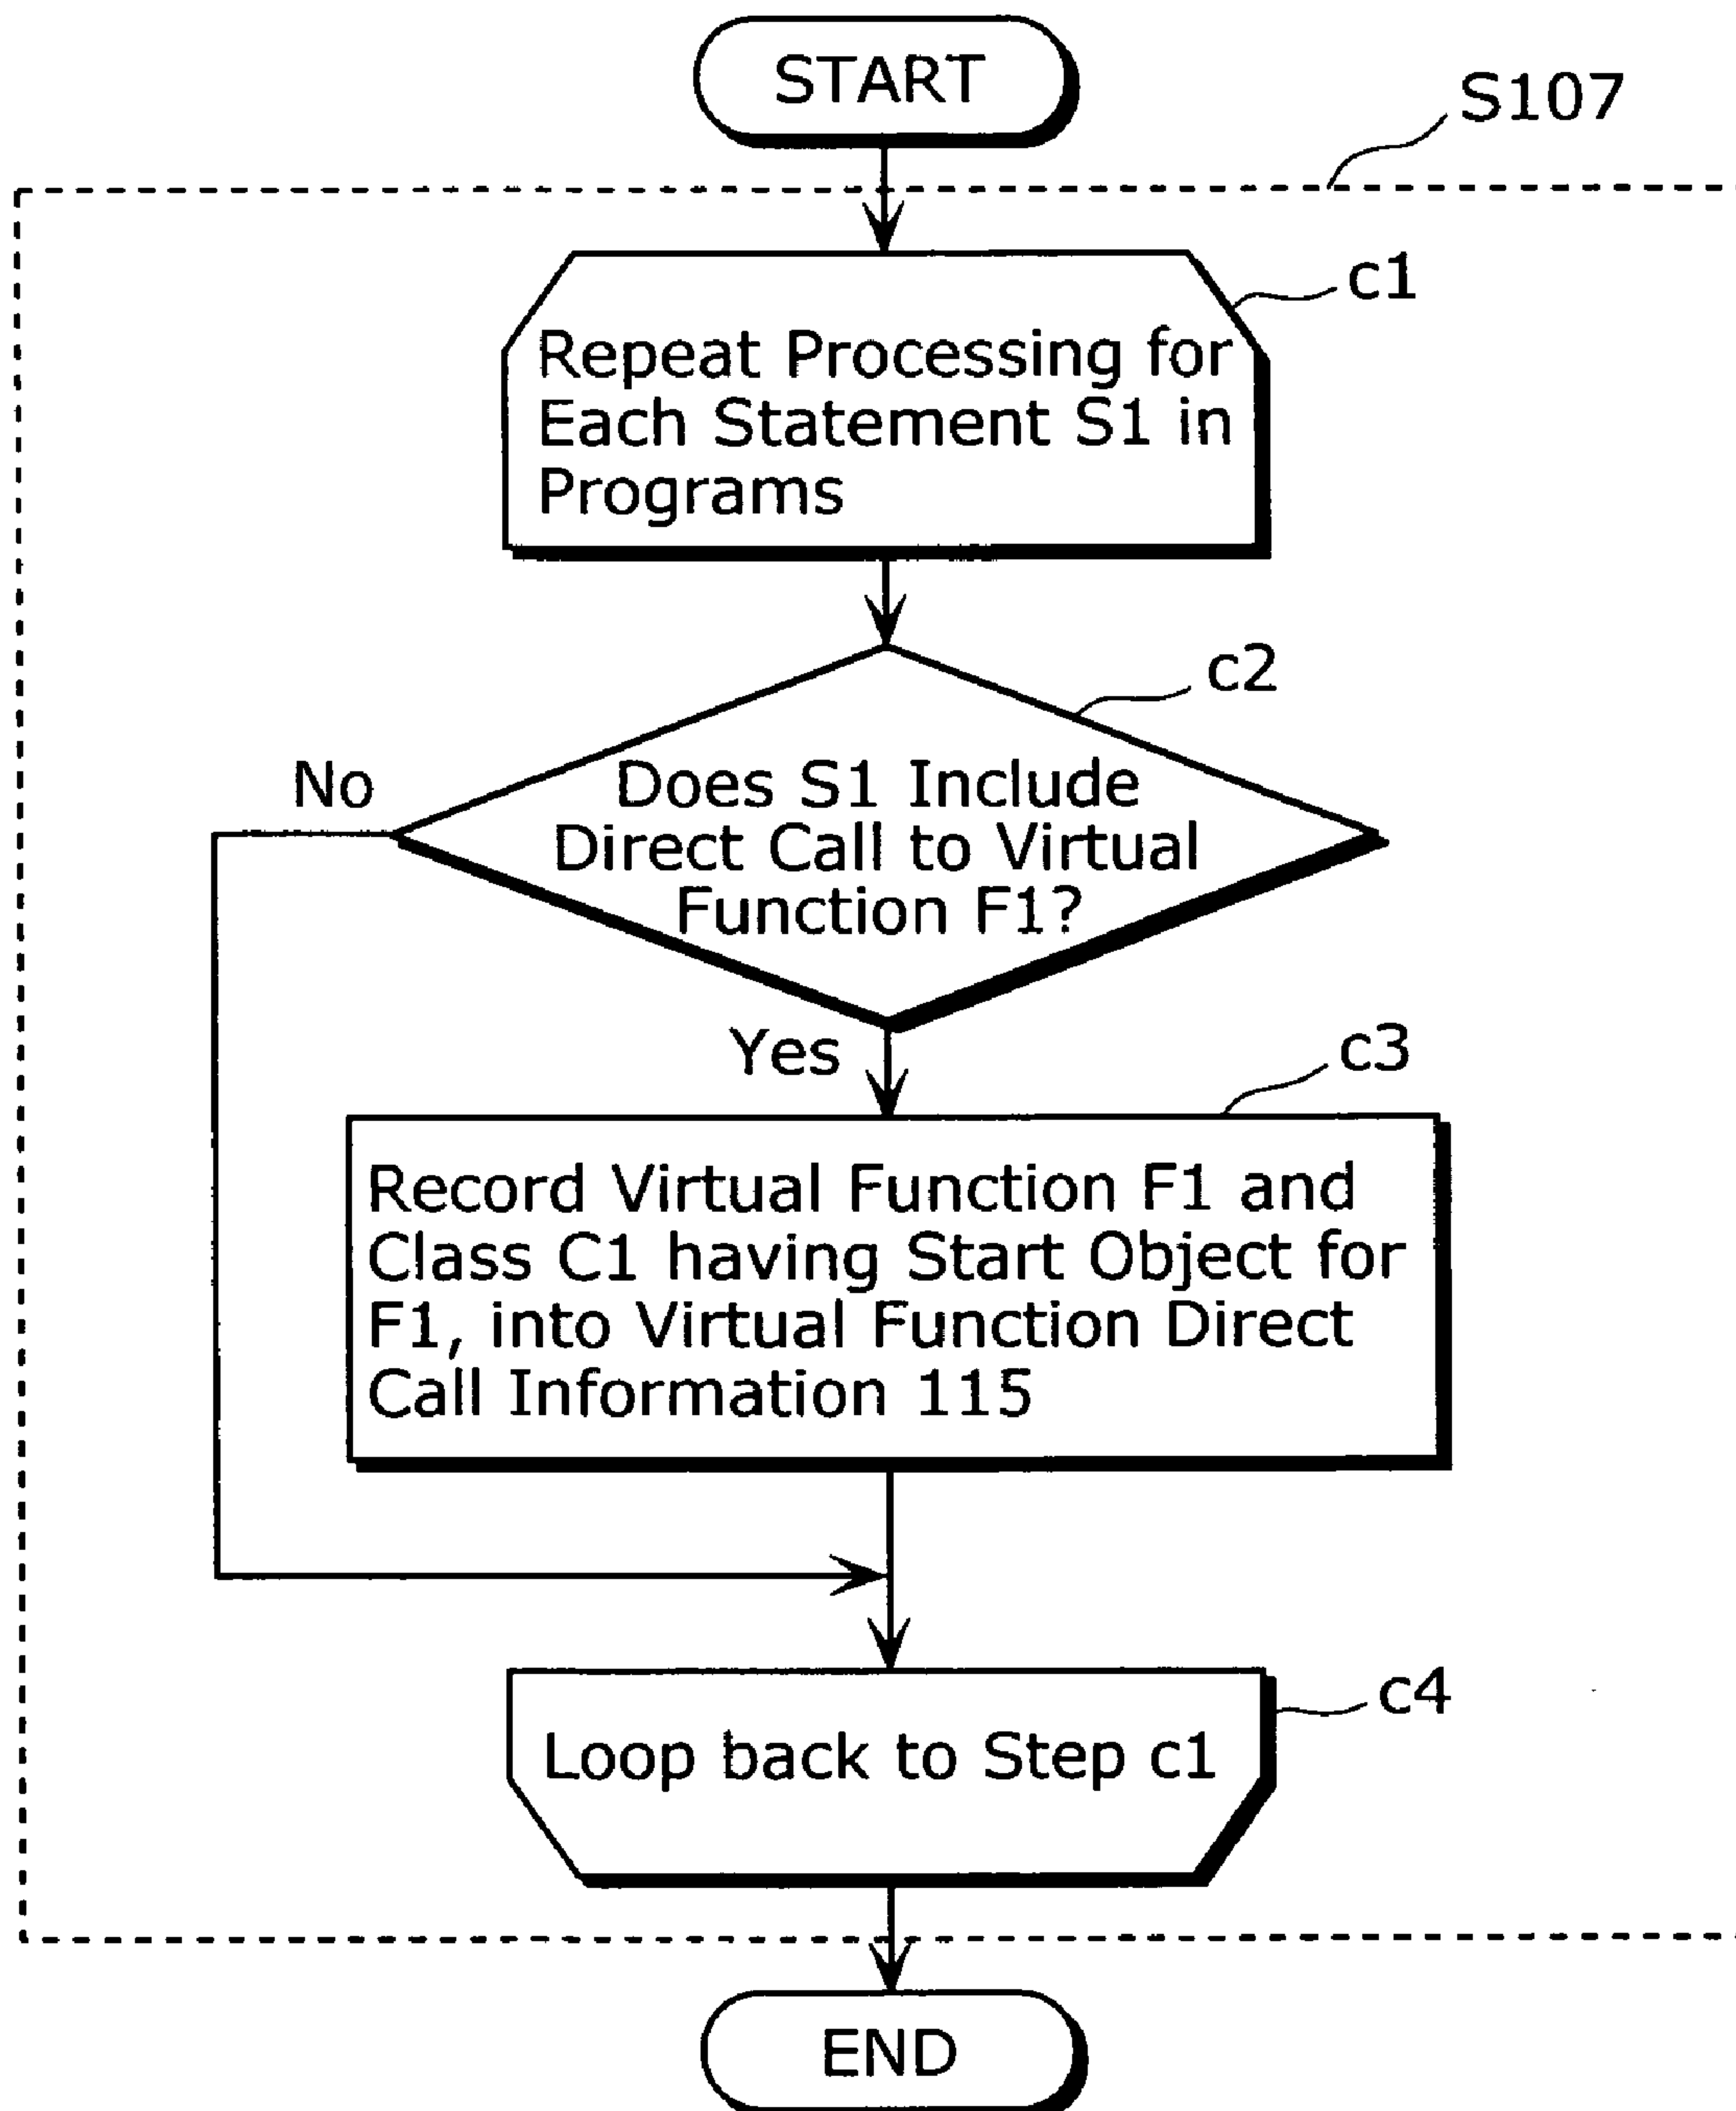 START
S107
c1
Repeat Processing for
Each Statement S1 in
Programs
c2
No
Does S1 Include
Direct Call to Virtual
Function F1?
Yes
c3
Record Virtual Function F1 and
Class C1 having Start Object for
F1, into Virtual Function Direct
Call Information 115
c4
Loop back to Step c1
END